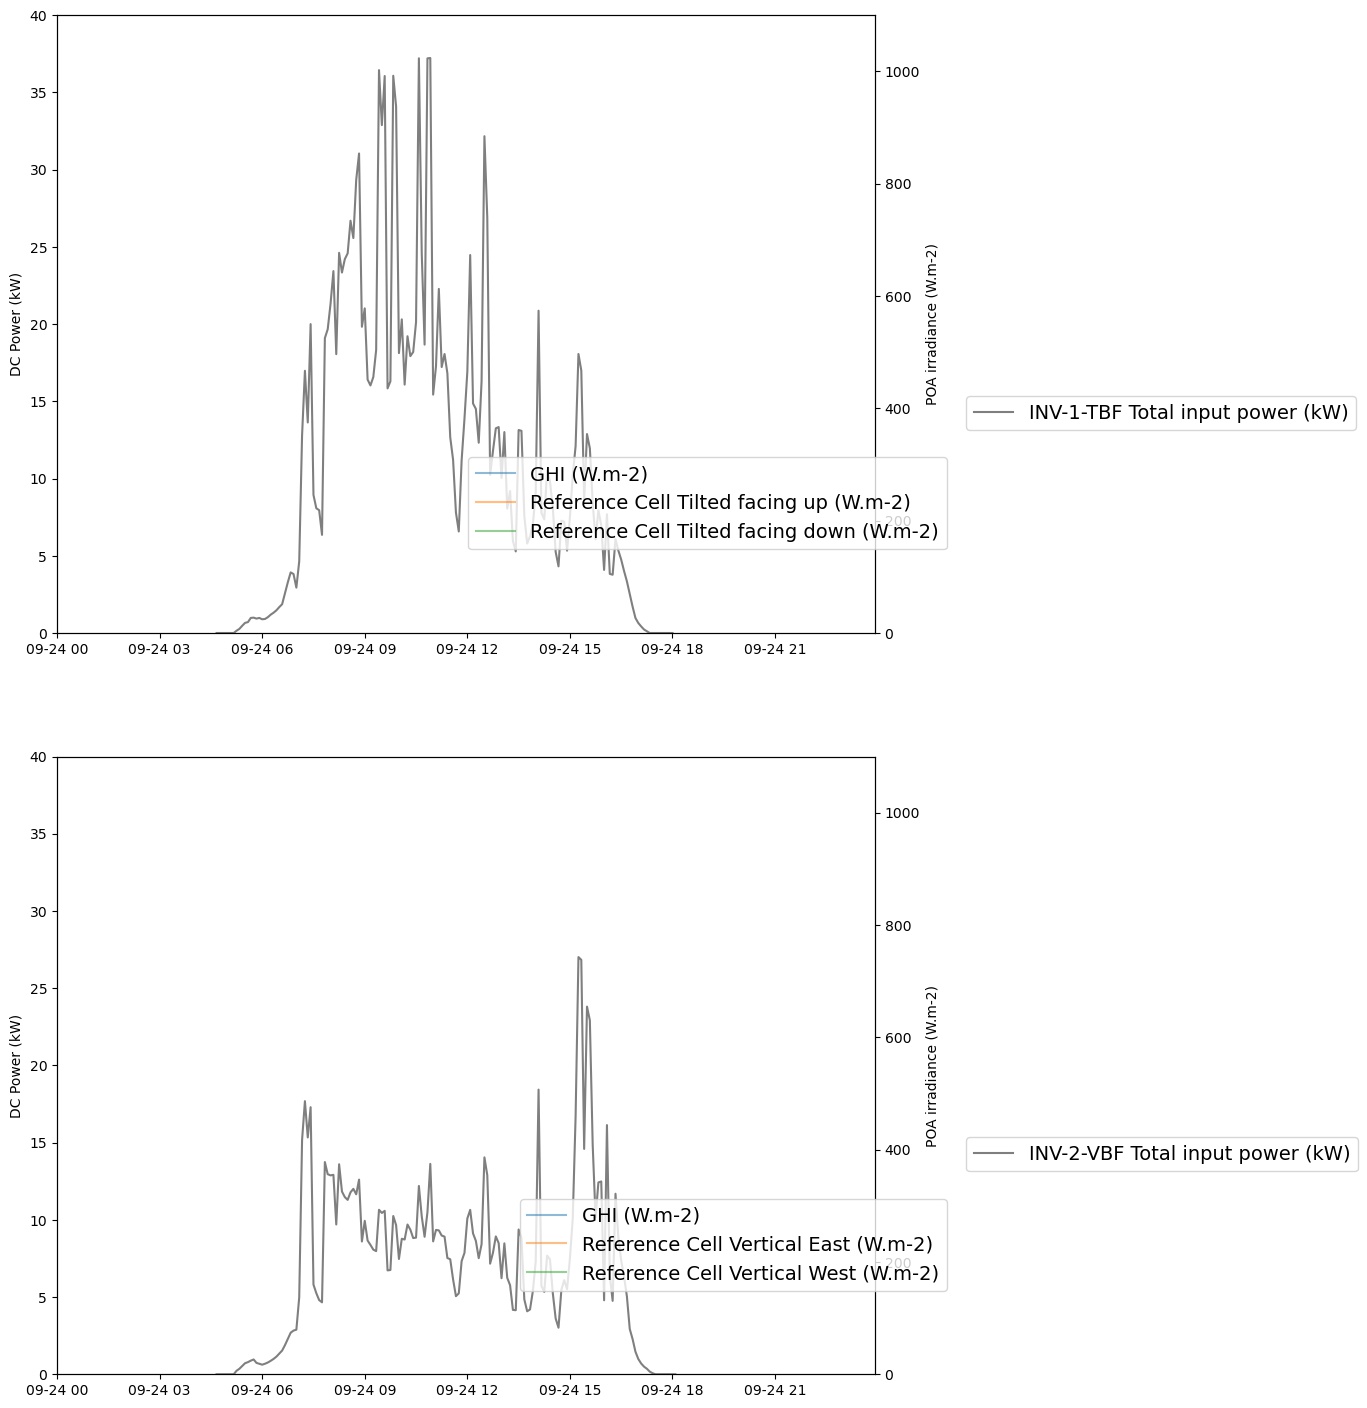 40
35
30
25
20
15
10
5
0
DC Power (kW)
1000
800
600
400
200
0
POA irradiance (W.m-2)
INV-1-TBF Total input power (kW)
GHI (W.m-2)
Reference Cell Tilted facing up (W.m-2)
Reference Cell Tilted facing down (W.m-2)
09-24 00 09-24 03 09-24 06 09-24 09 09-24 12 09-24 15 09-24 18 09-24 21
40
35
30
25
20
15
10
5
0
DC Power (kW)
1000
800
600
400
200
0
POA irradiance (W.m-2)
INV-2-VBF Total input power (kW)
GHI (W.m-2)
Reference Cell Vertical East (W.m-2)
Reference Cell Vertical West (W.m-2)
09-24 00 09-24 03 09-24 06 09-24 09 09-24 12 09-24 15 09-24 18 09-24 21